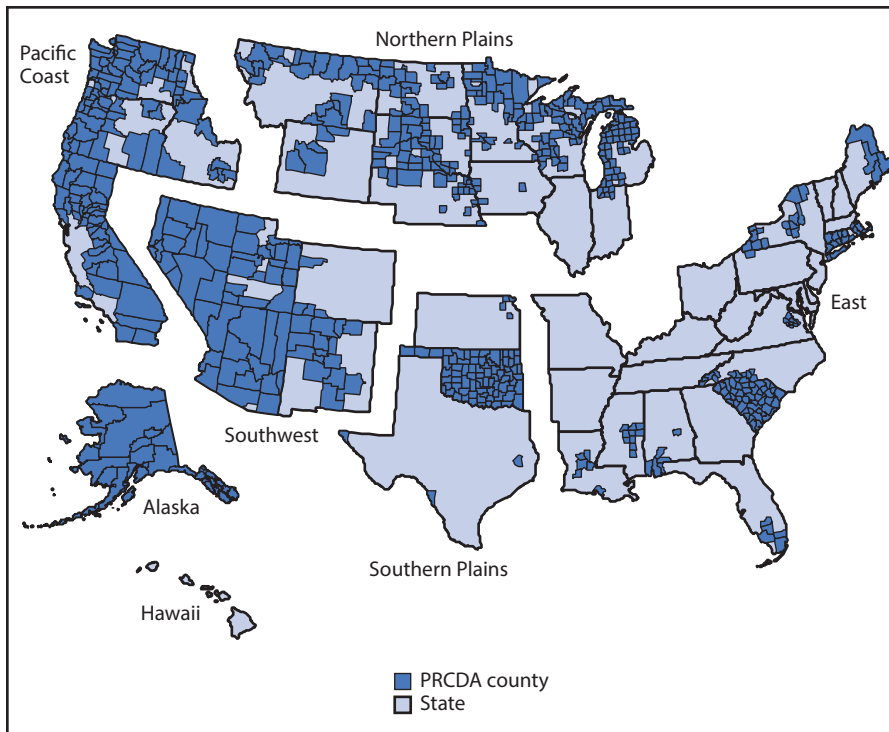 Northern Plains
Pacific
Coast
East
Southwest
Alaska
Southern Plains
Hawaii
PRCDA county
State